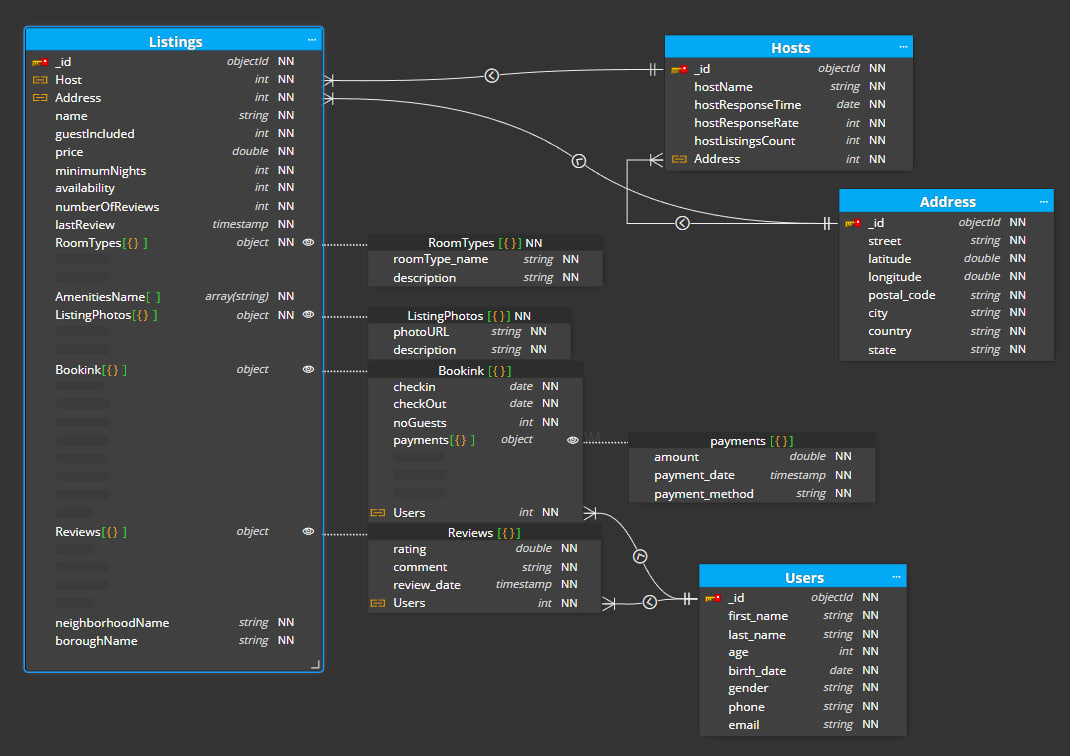 Listings ...
_id objectId NN
Host int NN
Address int NN
name string NN
guestIncluded int NN
price double NN
minimumNights int NN
availability int NN
numberOfReviews int NN
lastReview timestamp NN
RoomTypes[{} ] object NN
AmenitiesName[ ] array(string) NN
ListingPhotos[{} ] object NN
Bookink[{} ] object
Reviews[{} ] object
neighborhoodName string NN
boroughName string NN
RoomTypes [{}] NN
roomType_name string NN
description string NN
ListingPhotos [{}] NN
photoURL string NN
description string NN
Bookink [{}]
checkin date NN
checkOut date NN
noGuests int NN
payments[{} ] object
Users int NN
payments [{}]
amount double NN
payment_date timestamp NN
payment_method string NN
Reviews [{}]
rating double NN
comment string NN
review_date timestamp NN
Users int NN
Hosts ...
_id objectId NN
hostName string NN
hostResponseTime date NN
hostResponseRate int NN
hostListingsCount int NN
Address int NN
Address ...
_id objectId NN
street string NN
latitude double NN
longitude double NN
postal_code string NN
city string NN
country string NN
state string NN
Users ...
_id objectId NN
first_name string NN
last_name string NN
age int NN
birth_date date NN
gender string NN
phone string NN
email string NN